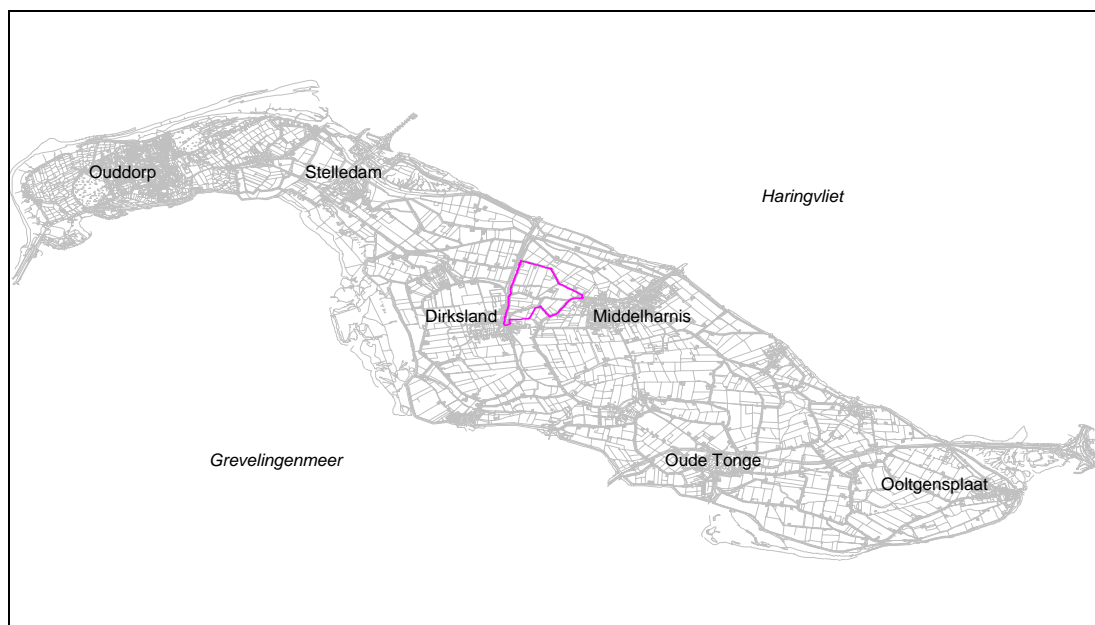 Ouddorp
Stelledam
Haringvliet
Dirksland
Middelharnis
Grevelingenmeer
Oude Tonge
Ooltgensplaat